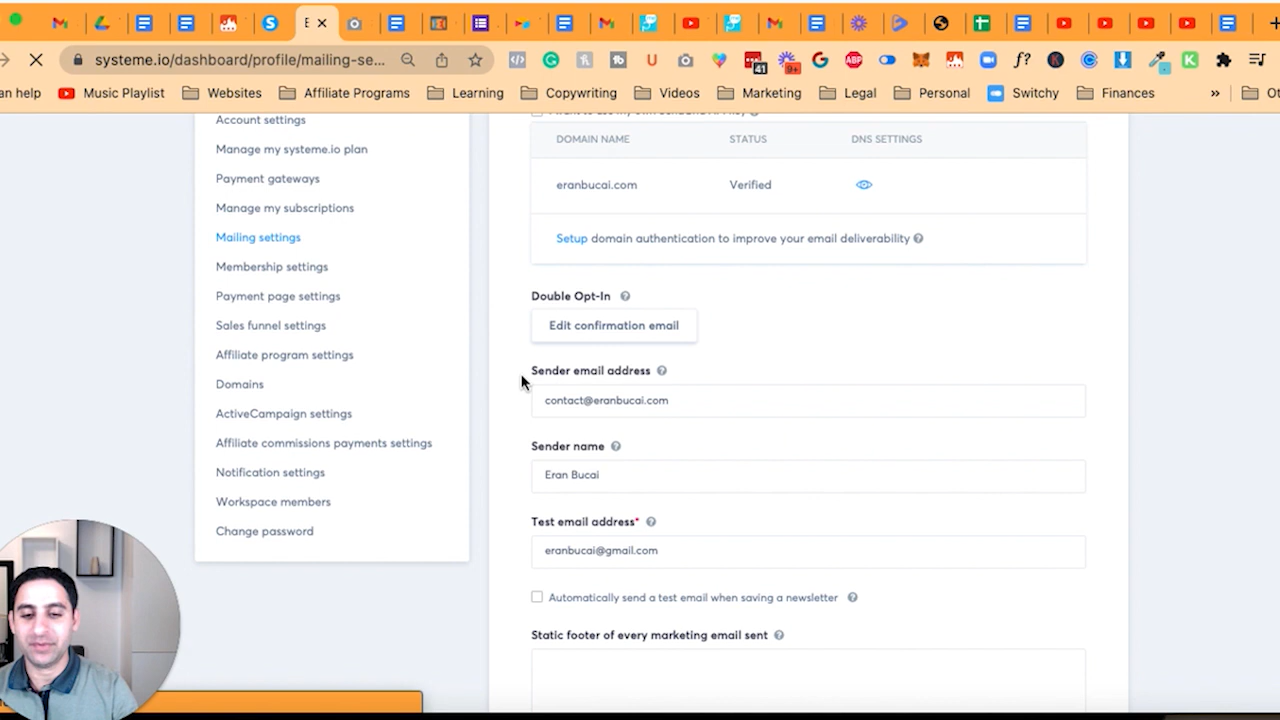 systeme.io/dashboard/profile/mailing-se...
41
9+
ABP
f?
an help
Music Playlist
Websites
Affiliate Programs
Learning
Copywriting
Videos
Marketing
Legal
Personal
Switchy
Finances
»
Ot
Account settings
Manage my systeme.io plan
Payment gateways
Manage my subscriptions
Mailing settings
Membership settings
Payment page settings
Sales funnel settings
Affiliate program settings
Domains
ActiveCampaign settings
Affiliate commissions payments settings
Notification settings
Workspace members
Change password
DOMAIN NAME STATUS DNS SETTINGS
eranbucai.com Verified
Setup domain authentication to improve your email deliverability
Double Opt-In
Edit confirmation email
Sender email address
contact@eranbucai.com
Sender name
Eran Bucai
Test email address*
eranbucai@gmail.com
Automatically send a test email when saving a newsletter
Static footer of every marketing email sent